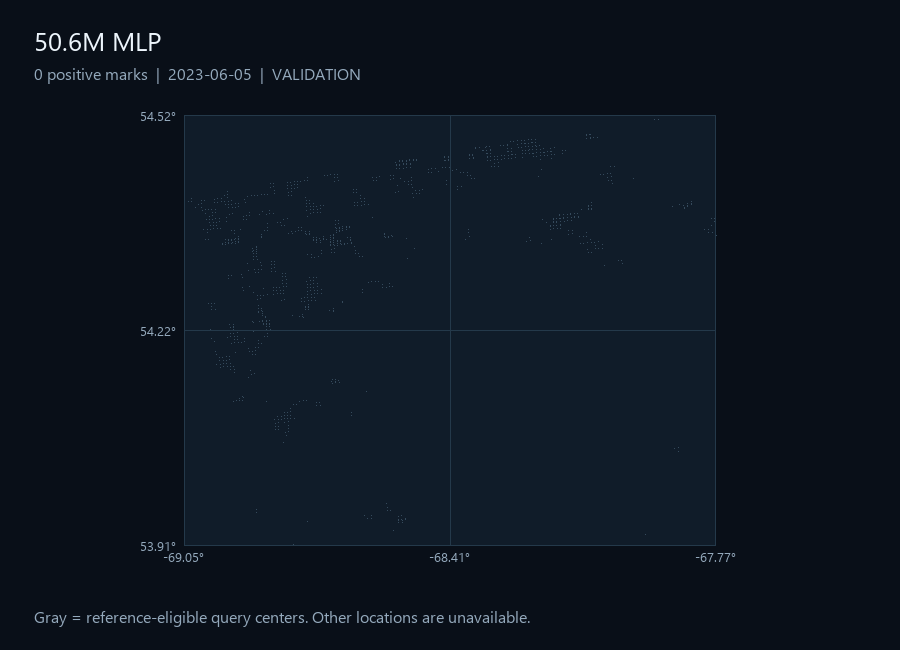 50.6M MLP
0 positive marks | 2023-06-05 | VALIDATION
54.52°
54.22°
53.91°
-69.05°
-68.41°
-67.77°
Gray = reference-eligible query centers. Other locations are unavailable.